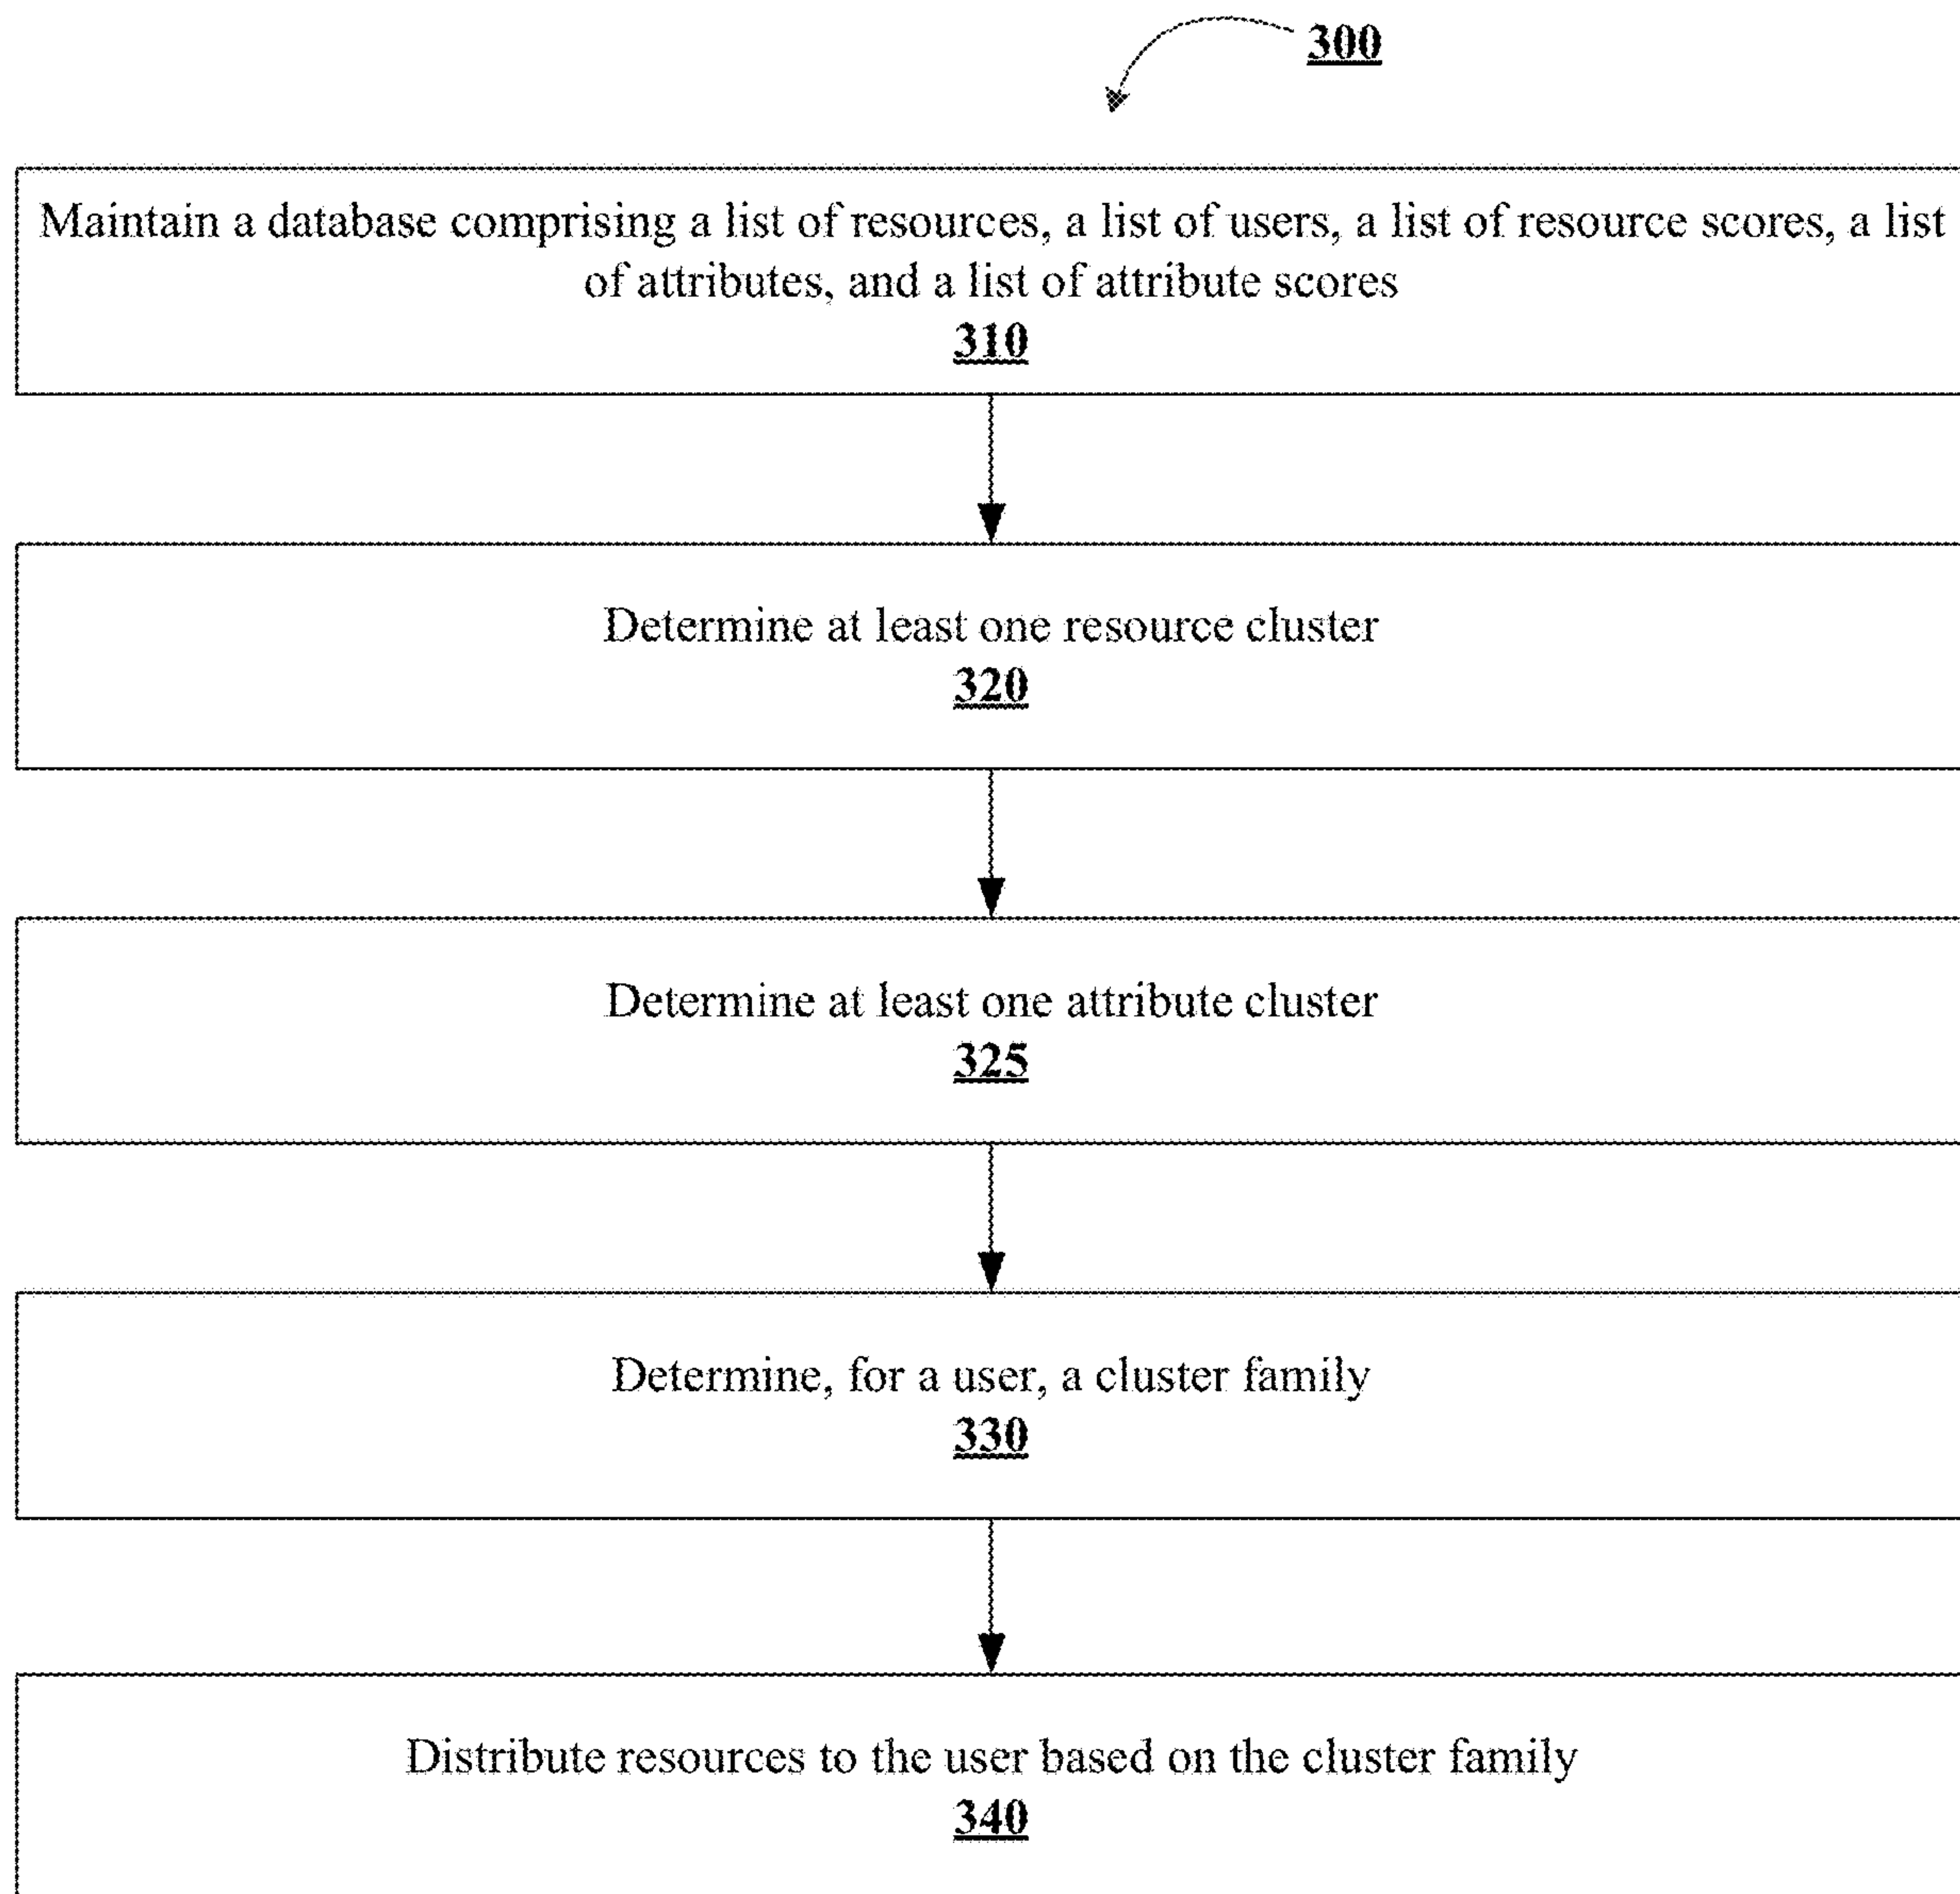 300
Maintain a database comprising a list of resources, a list of users, a list of resource scores, a list
of attributes, and a list of attribute scores
310
Determine at least one resource cluster
320
Determine at least one attribute cluster
325
Determine, for a user, a cluster family
330
Distribute resources to the user based on the cluster family
340